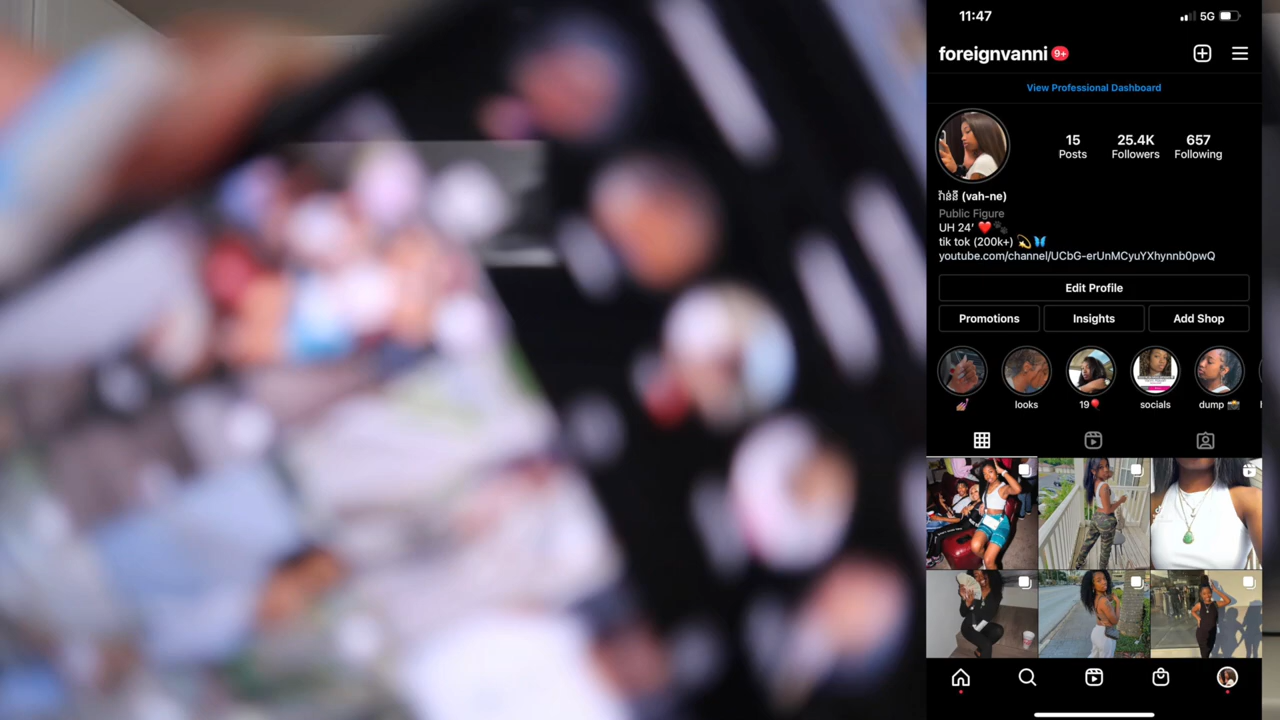 11:47
5G
foreignvanni 9+
View Professional Dashboard
15
Posts
25.4K
Followers
657
Following
(vah-ne)
Public Figure
UH 24’ ❤️🐾
tik tok (200k+) 💫🦋
youtube.com/channel/UCbG-erUnMCyuYXhynnb0pwQ
Edit Profile
Promotions
Insights
Add Shop
💅🏾
looks
19🎈
socials
dump 📸